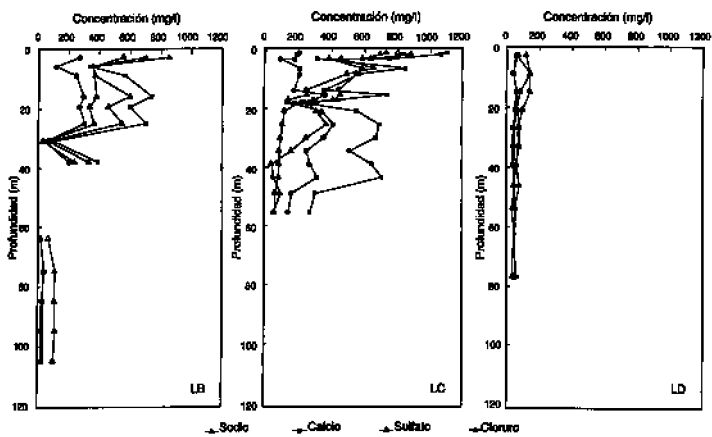 Concentración (mg/l)
0 200 400 600 800 1000 1200
Concentración (mg/l)
0 200 400 600 800 1000 1200
Concentración (mg/l)
0 200 400 600 800 1000 1200
Profundidad (m)
0
20
40
60
80
100
120
LB
Profundidad (m)
0
20
40
60
80
100
120
LC
Profundidad (m)
0
20
40
60
80
100
120
LD
Sodio Calcio Sulfato Cloruro